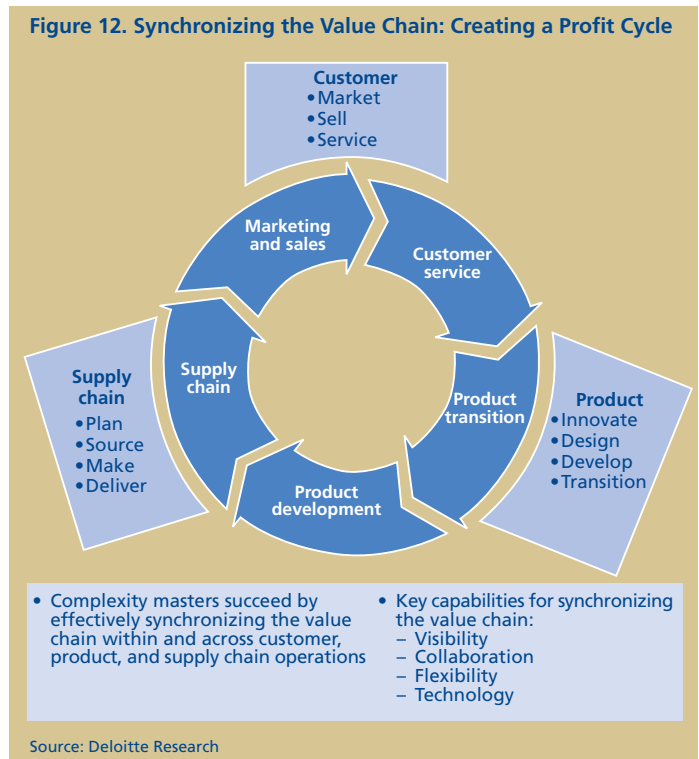 Figure 12. Synchronizing the Value Chain: Creating a Profit Cycle
Customer
• Market
• Sell
• Service
Marketing
and sales
Customer
service
Supply
chain
Product
transition
Product
development
Supply
chain
• Plan
• Source
• Make
• Deliver
Product
• Innovate
• Design
• Develop
• Transition
• Complexity masters succeed by
effectively synchronizing the value
chain within and across customer,
product, and supply chain operations
• Key capabilities for synchronizing
the value chain:
– Visibility
– Collaboration
– Flexibility
– Technology
Source: Deloitte Research